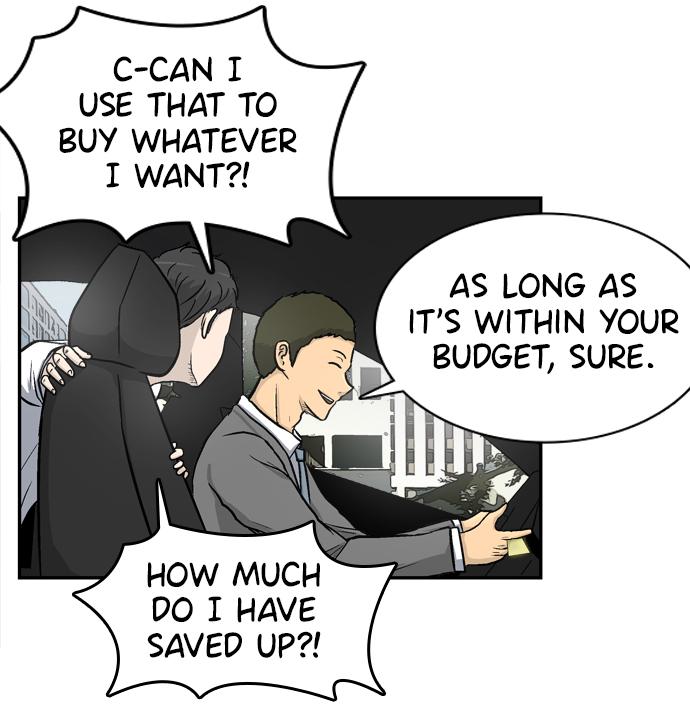 C-CAN I
USE THAT TO
BUY WHATEVER
I WANT?!
AS LONG AS
IT'S WITHIN YOUR
BUDGET, SURE.
HOW MUCH
DO I HAVE
SAVED UP?!